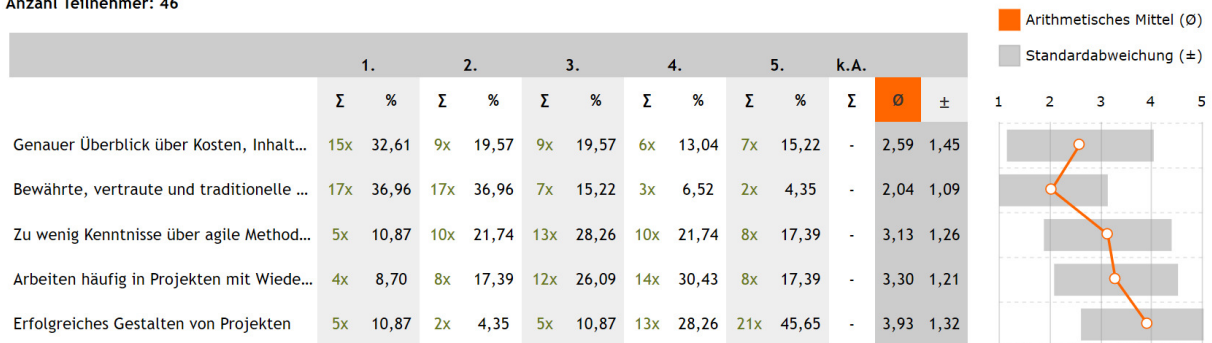 Anzahl Teilnehmer: 46
Arithmetisches Mittel (Ø)
Standardabweichung (±)
1. 2. 3. 4. 5. k.A.
Σ % Σ % Σ % Σ % Σ % Σ Ø ± 1 2 3 4 5
Genauer Überblick über Kosten, Inhalt... 15x 32,61 9x 19,57 9x 19,57 6x 13,04 7x 15,22 - 2,59 1,45
Bewährte, vertraute und traditionelle ... 17x 36,96 17x 36,96 7x 15,22 3x 6,52 2x 4,35 - 2,04 1,09
Zu wenig Kenntnisse über agile Method... 5x 10,87 10x 21,74 13x 28,26 10x 21,74 8x 17,39 - 3,13 1,26
Arbeiten häufig in Projekten mit Wiede... 4x 8,70 8x 17,39 12x 26,09 14x 30,43 8x 17,39 - 3,30 1,21
Erfolgreiches Gestalten von Projekten 5x 10,87 2x 4,35 5x 10,87 13x 28,26 21x 45,65 - 3,93 1,32